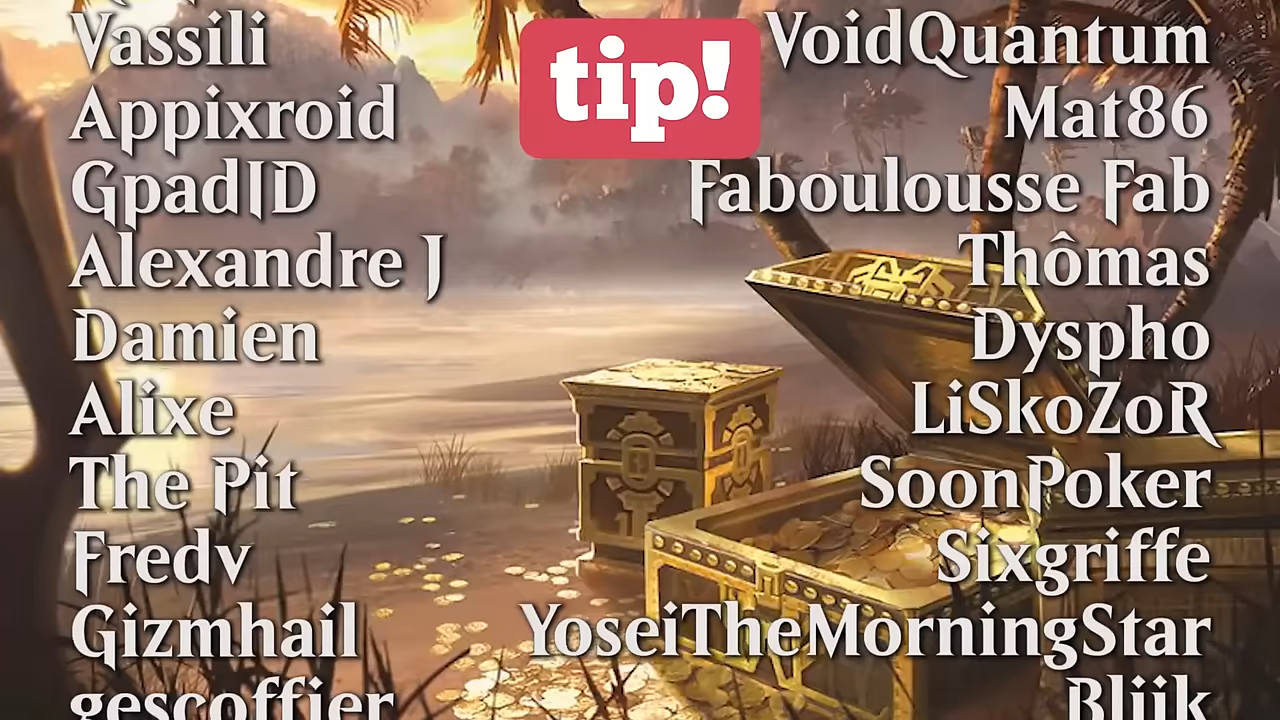 tip!
Vassili
Appixroid
GpadID
Alexandre J
Damien
Alixe
The Pit
Fredv
Gizmhail
gescoffier
VoidQuantum
Mat86
Faboulousse Fab
Thômas
Dyspho
LiSkoZoR
SoonPoker
Sixgriffe
YoseiTheMorningStar